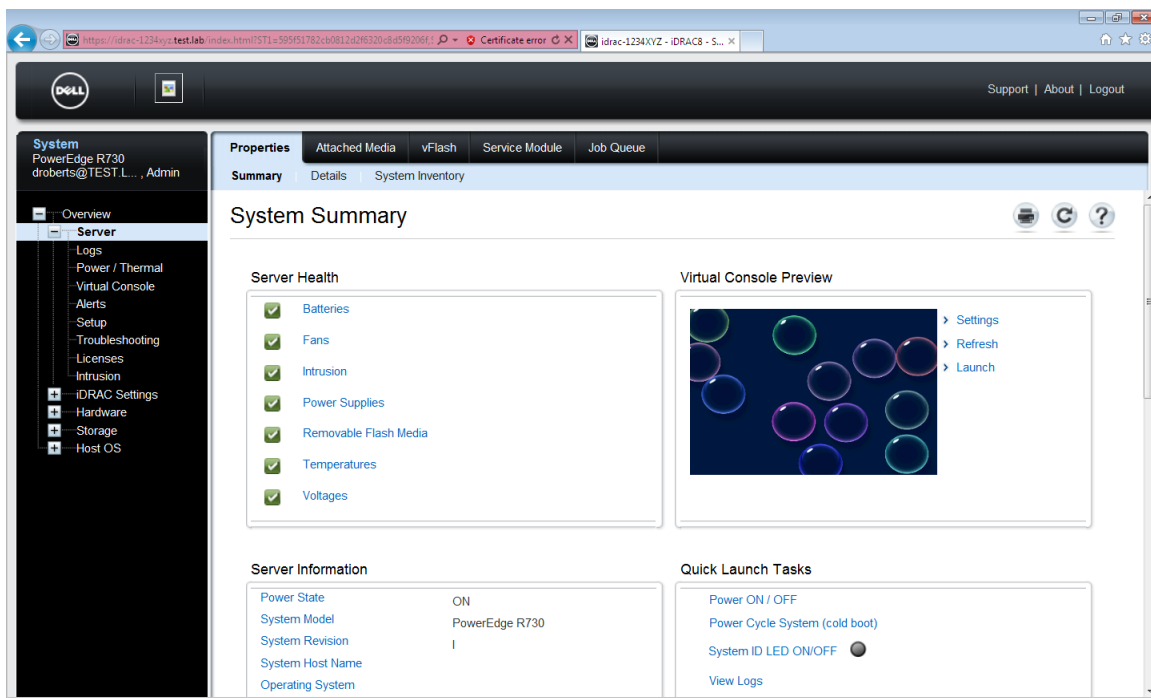 https://idrac-1234xyz.test.lab/index.html?ST1=595f51782cb0812d2f6320c8d5f9206f,
Certificate error
idrac-1234XYZ - iDRAC8 - S...
DELL
Support | About | Logout
System
PowerEdge R730
droberts@TEST.L... , Admin
Overview
Server
Logs
Power / Thermal
Virtual Console
Alerts
Setup
Troubleshooting
Licenses
Intrusion
iDRAC Settings
Hardware
Storage
Host OS
Properties Attached Media vFlash Service Module Job Queue
Summary Details System Inventory
System Summary
Server Health
Batteries
Fans
Intrusion
Power Supplies
Removable Flash Media
Temperatures
Voltages
Virtual Console Preview
Settings
Refresh
Launch
Server Information
Power State ON
System Model PowerEdge R730
System Revision I
System Host Name
Operating System
Quick Launch Tasks
Power ON / OFF
Power Cycle System (cold boot)
System ID LED ON/OFF
View Logs